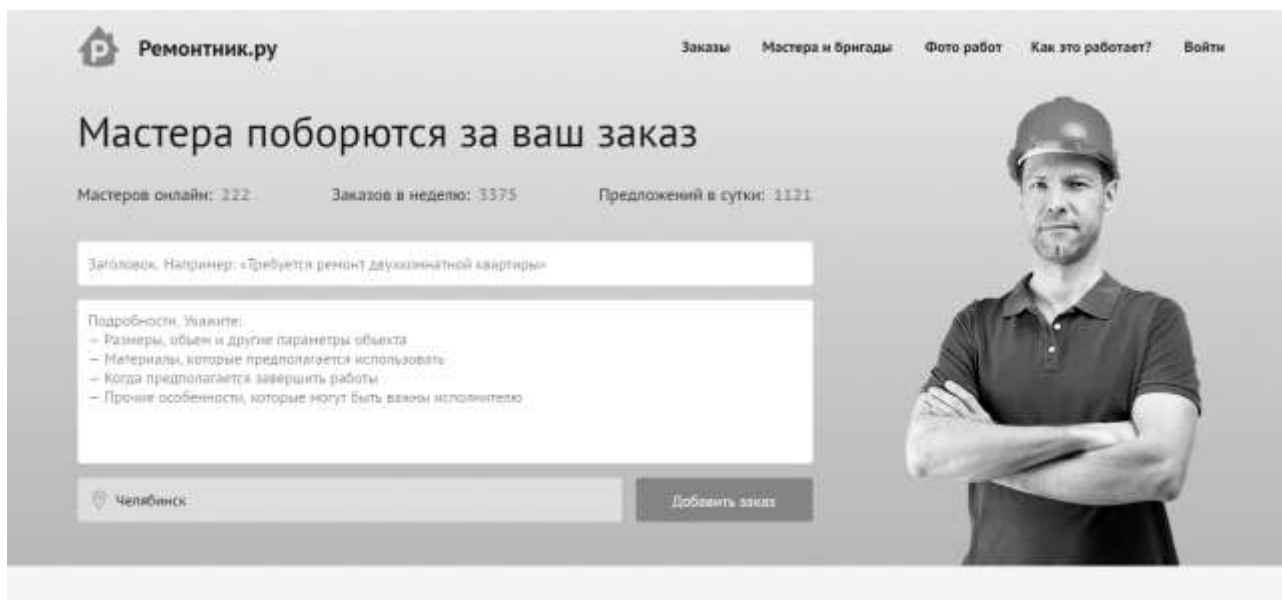 Ремонтник.ру
Заказы Мастера и бригады Фото работ Как это работает? Войти
Мастера поборются за ваш заказ
Мастеров онлайн: 222 Заказов в неделю: 3375 Предложений в сутки: 1121
Заголовок. Например: «Требуется ремонт двухкомнатной квартиры»
Подробности. Укажите:
— Размеры, объем и другие параметры объекта
— Материалы, которые предполагается использовать
— Когда предполагается завершить работы
— Прочие особенности, которые могут быть важны исполнителю
Челябинск
Добавить заказ